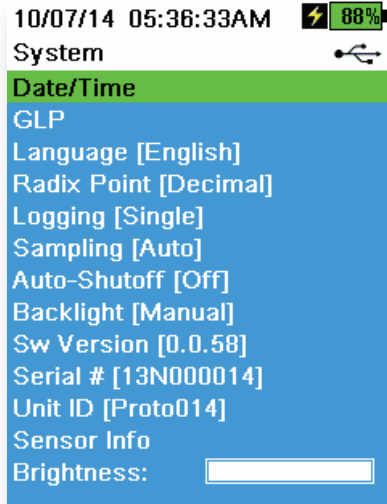 10/07/14 05:36:33AM 88%
System
Date/Time
GLP
Language [English]
Radix Point [Decimal]
Logging [Single]
Sampling [Auto]
Auto-Shutoff [Off]
Backlight [Manual]
Sw Version [0.0.58]
Serial # [13N000014]
Unit ID [Proto014]
Sensor Info
Brightness: